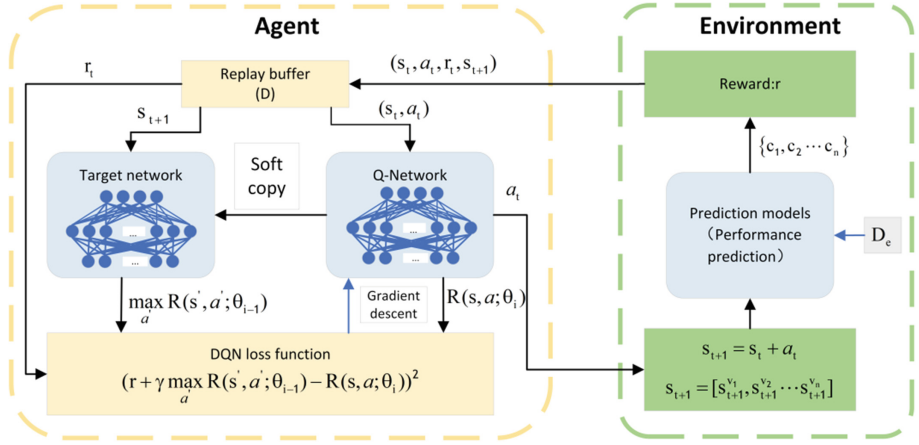 Agent
Environment
r_t
Replay buffer
(D)
(s_t, a_t, r_t, s_{t+1})
Reward:r
s_{t+1}
(s_t, a_t)
{c_1, c_2 ⋯ c_n}
Target network
...
...
Soft
copy
Q-Network
...
...
a_t
Prediction models
（Performance
prediction）
D_e
max_{a'} R(s', a'; θ_{i−1})
Gradient
descent
R(s, a; θ_i)
DQN loss function
(r + γ max_{a'} R(s', a'; θ_{i−1}) − R(s, a; θ_i))^2
s_{t+1} = s_t + a_t
s_{t+1} = [s_{t+1}^{v_1}, s_{t+1}^{v_2} ⋯ s_{t+1}^{v_n}]